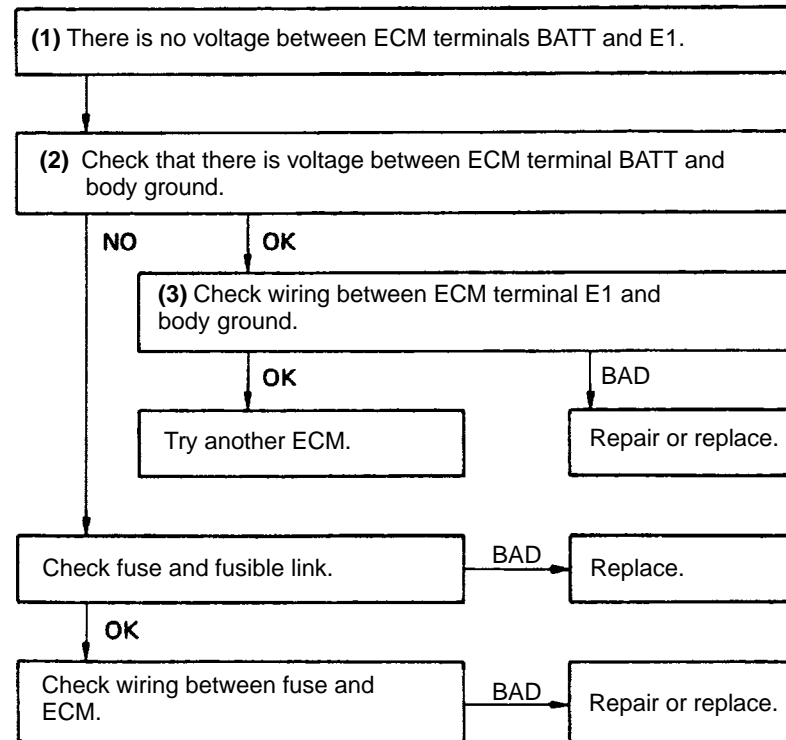 (1) There is no voltage between ECM terminals BATT and E1.
(2) Check that there is voltage between ECM terminal BATT and
body ground.
NO
OK
(3) Check wiring between ECM terminal E1 and
body ground.
OK
BAD
Try another ECM.
Repair or replace.
Check fuse and fusible link.
BAD
Replace.
OK
Check wiring between fuse and
ECM.
BAD
Repair or replace.